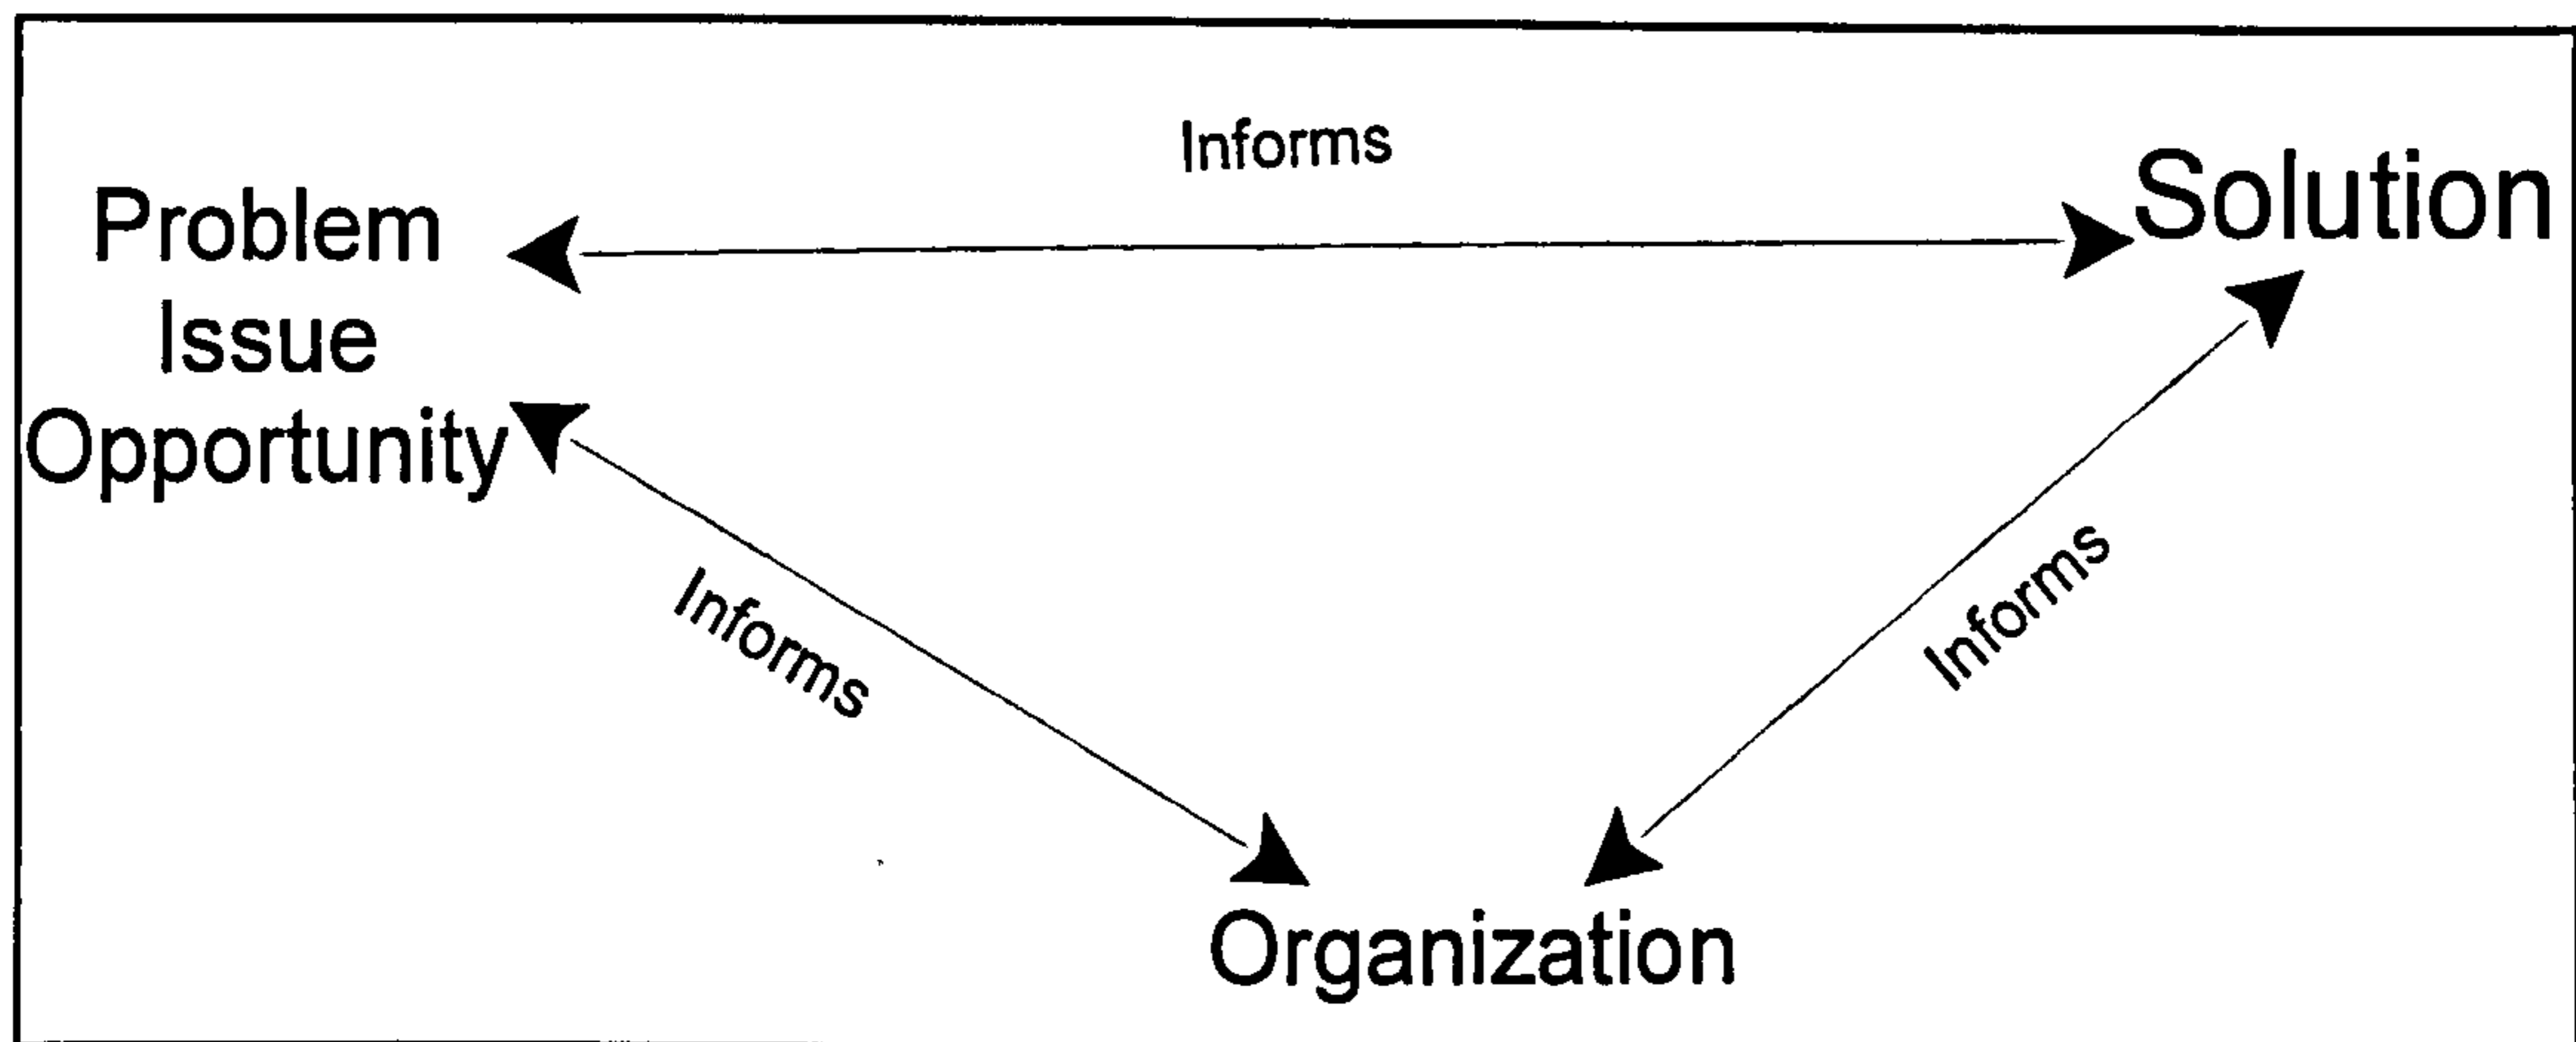 Informs
Problem
Issue
Opportunity
Solution
Informs
Informs
Organization